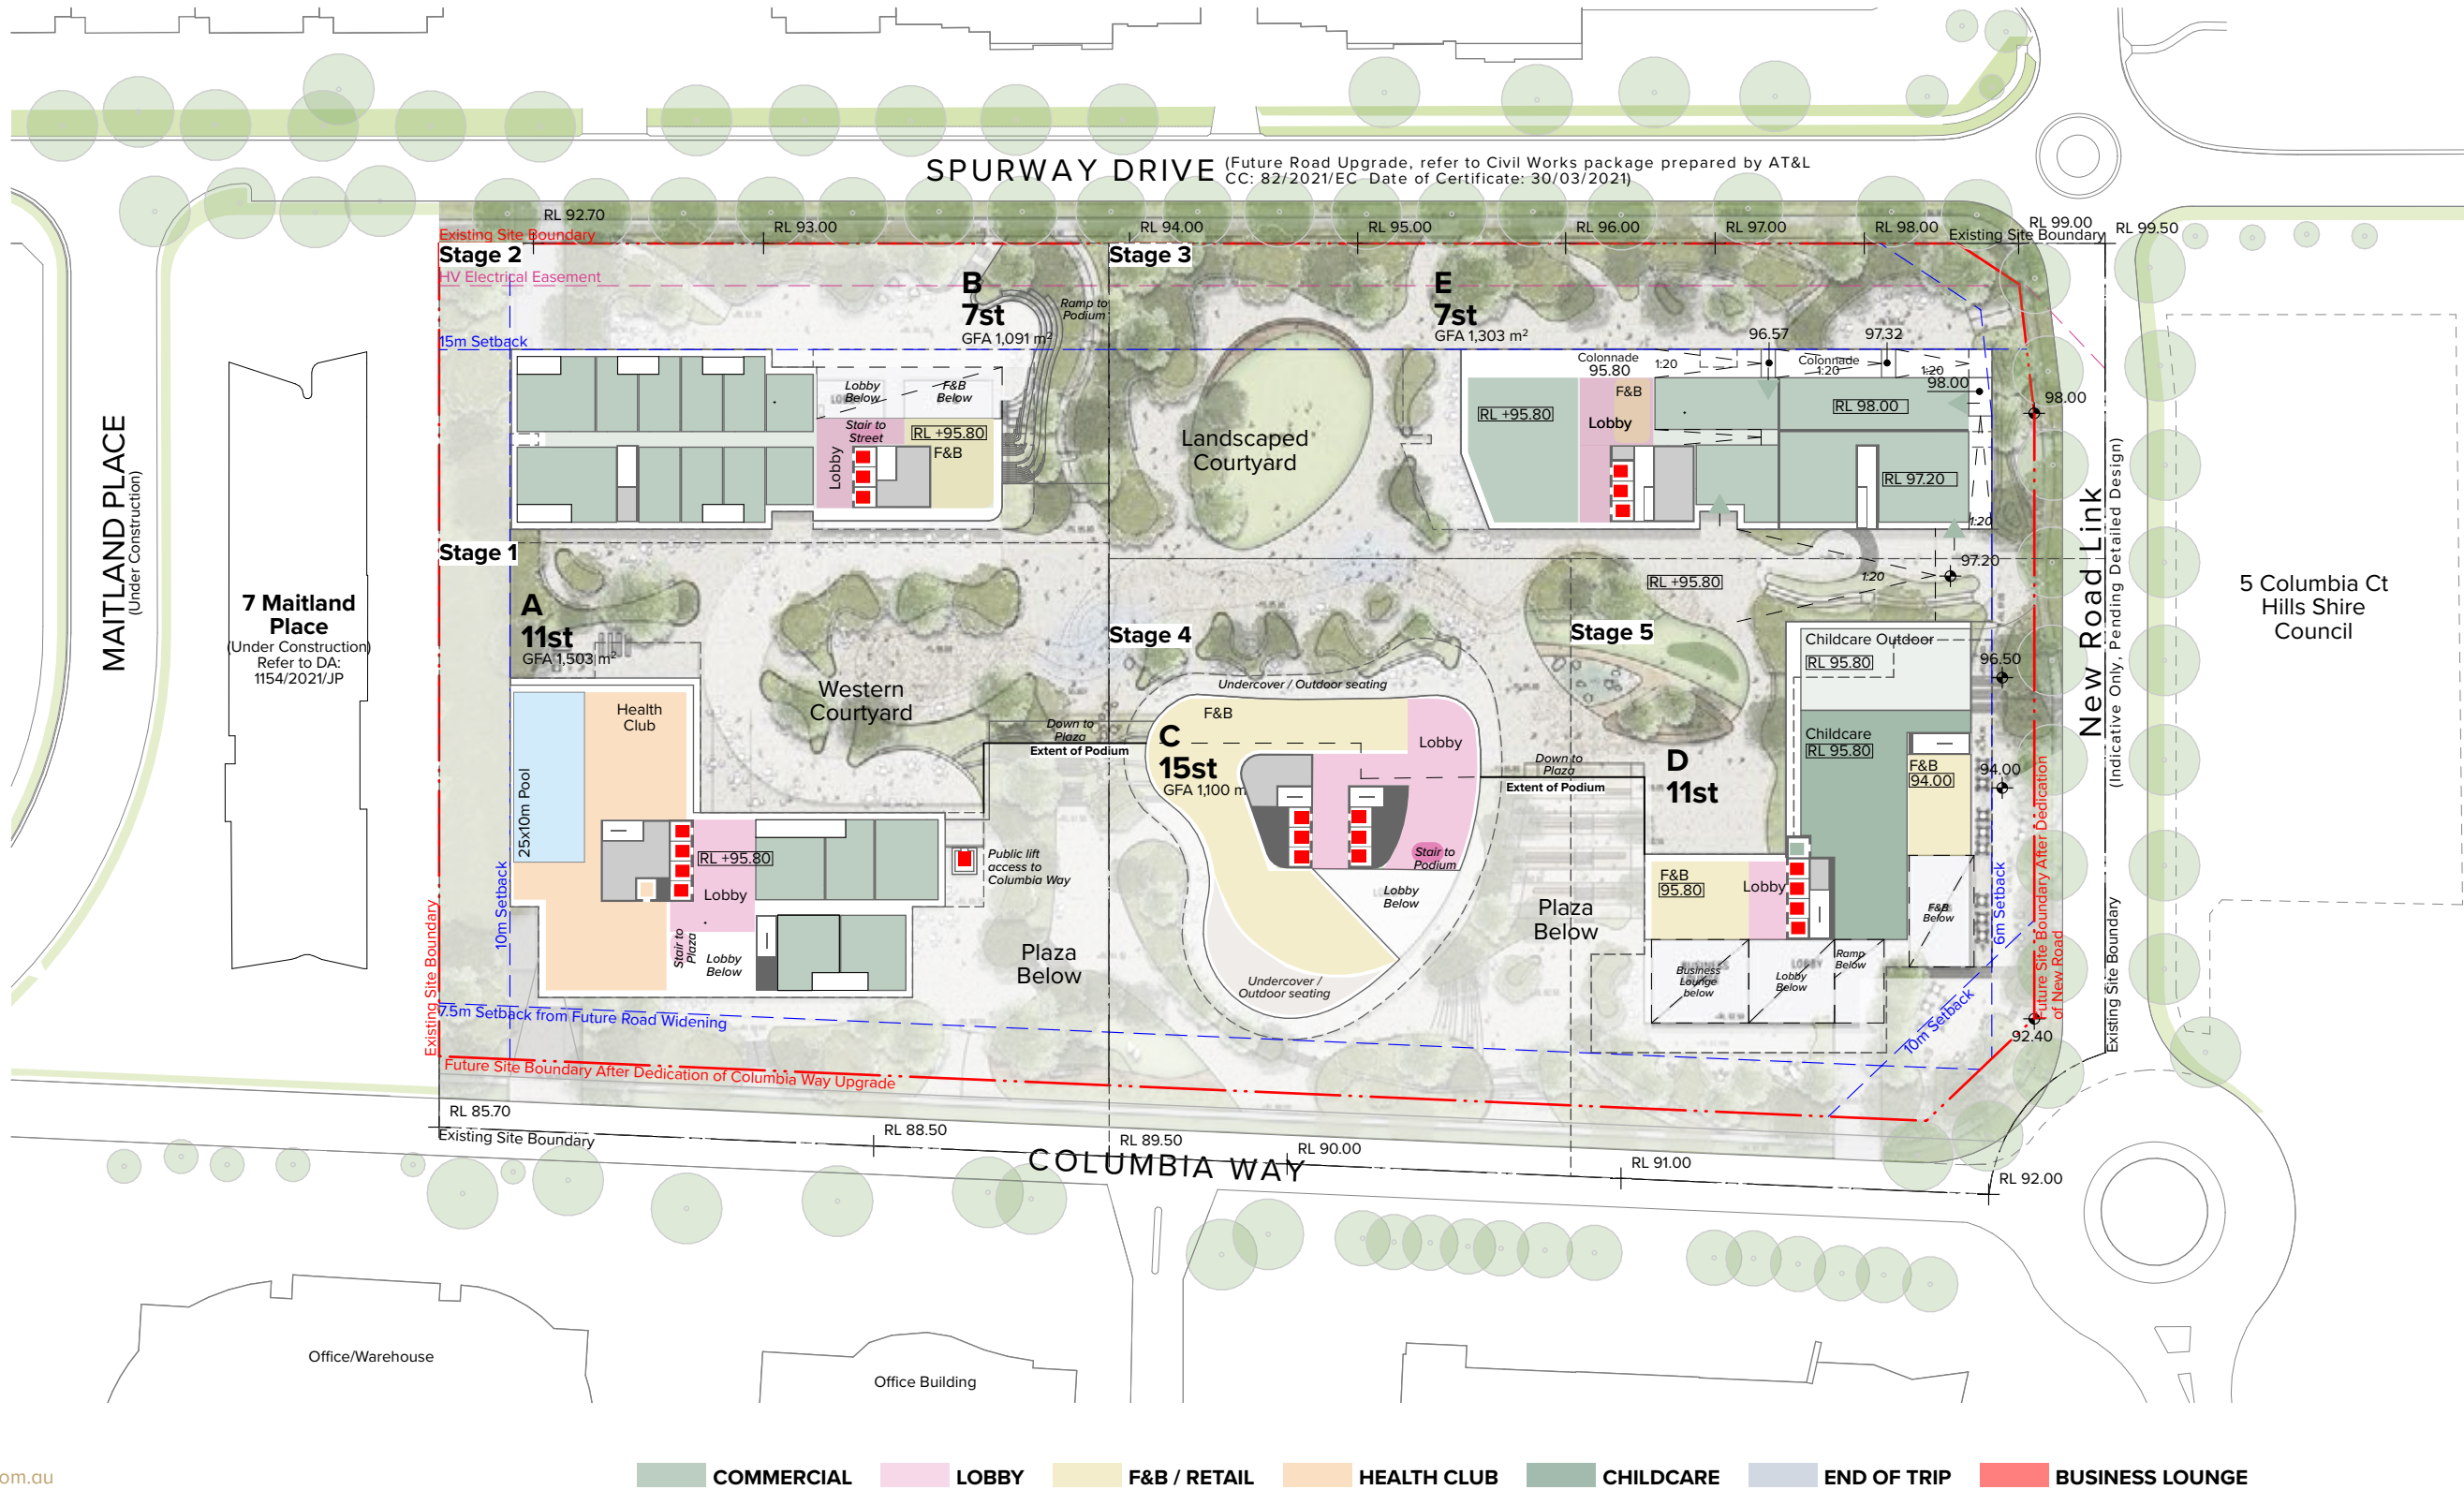 SPURWAY DRIVE
(Future Road Upgrade, refer to Civil Works package prepared by AT&L
CC: 82/2021/EC Date of Certificate: 30/03/2021)
RL 92.70
RL 93.00
RL 94.00
RL 95.00
RL 96.00
RL 97.00
RL 98.00
RL 99.00
RL 99.50
Existing Site Boundary
Existing Site Boundary
Stage 2
Stage 3
HV Electrical Easement
B
7st
GFA 1,091 m²
Ramp to
Podium
E
7st
GFA 1,303 m²
15m Setback
96.57
97.32
Colonnade
95.80
1:20
Colonnade
1:20
1:20
98.00
98.00
Lobby
Below
F&B
Below
Stair to
Street
RL +95.80
F&B
Lobby
Landscaped
Courtyard
RL +95.80
F&B
Lobby
RL 98.00
RL 97.20
1:20
97.20
1:20
RL +95.80
MAITLAND PLACE
(Under Construction)
7 Maitland
Place
(Under Construction)
Refer to DA:
1154/2021/JP
Stage 1
A
11st
GFA 1,503 m²
Stage 4
Stage 5
New Road Link
(Indicative Only, Pending Detailed Design)
5 Columbia Ct
Hills Shire
Council
Childcare Outdoor
RL 95.80
96.50
Western
Courtyard
Health
Club
25x10m Pool
Undercover / Outdoor seating
F&B
Lobby
Down to
Plaza
Extent of Podium
C
15st
GFA 1,100 m
Down to
Plaza
Extent of Podium
D
11st
Childcare
RL 95.80
F&B
94.00
94.00
RL +95.80
Lobby
Public lift
access to
Columbia Way
Stair to
Podium
Lobby
Below
F&B
95.80
Lobby
F&B
Below
Plaza
Below
Plaza
Below
Stair to
Plaza
Lobby
Below
Undercover /
Outdoor seating
Business
Lounge
below
Lobby
Below
Ramp
Below
10m Setback
6m Setback
10m Setback
Existing Site Boundary
Existing Site Boundary
Future Site Boundary After Dedication
of New Road
7.5m Setback from Future Road Widening
Future Site Boundary After Dedication of Columbia Way Upgrade
92.40
RL 85.70
Existing Site Boundary
RL 88.50
RL 89.50
RL 90.00
RL 91.00
RL 92.00
COLUMBIA WAY
Office/Warehouse
Office Building
om.au
COMMERCIAL
LOBBY
F&B / RETAIL
HEALTH CLUB
CHILDCARE
END OF TRIP
BUSINESS LOUNGE